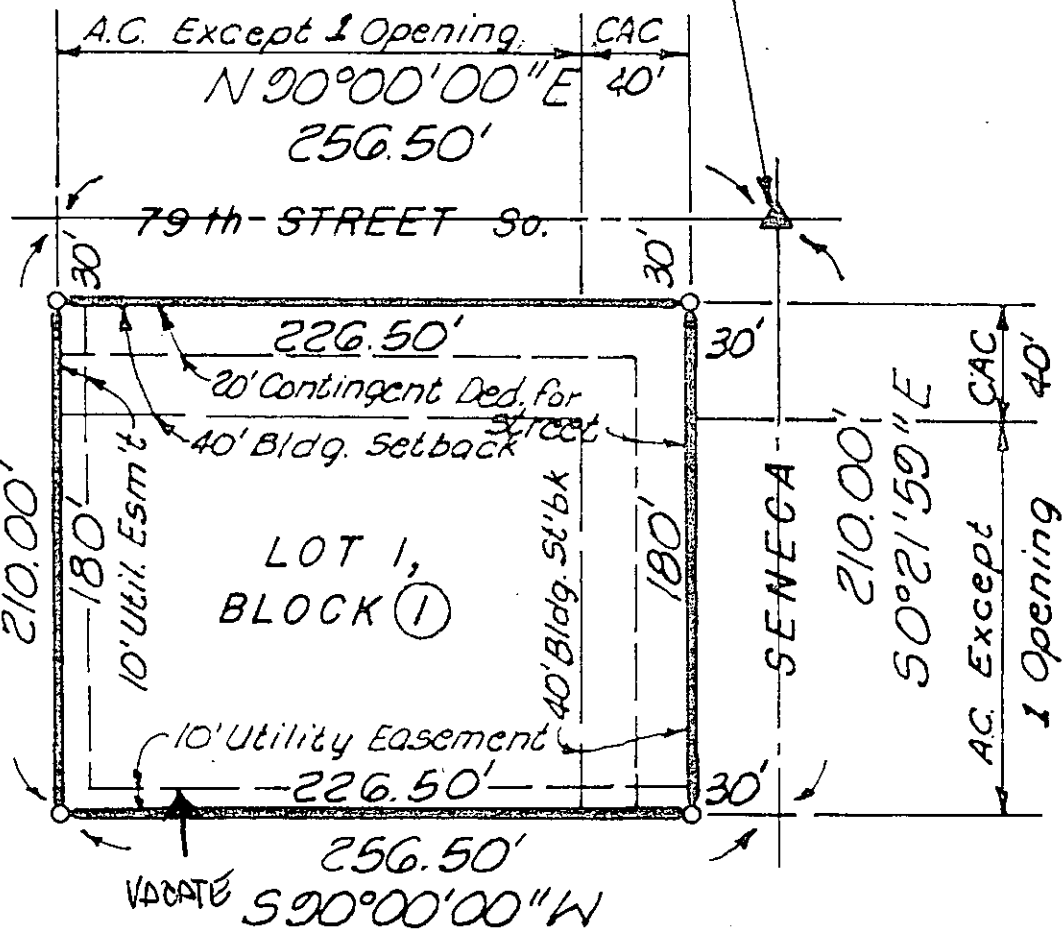 A.C. Except 1 Opening
CAC
N 90°00'00"E
40'
256.50'
79th STREET So.
30'
30'
226.50'
30'
20' Contingent Ded. for
Street
40' Bldg. Setback
CAC
40'
210.00'
180'
10' Util. Esm't
LOT 1,
BLOCK 1
40' Bldg. St'bk
180'
SENECA
210.00'
S0°21'59"E
A.C. Except
1 Opening
10' Utility Easement
226.50'
30'
256.50'
VACATE
S90°00'00"W